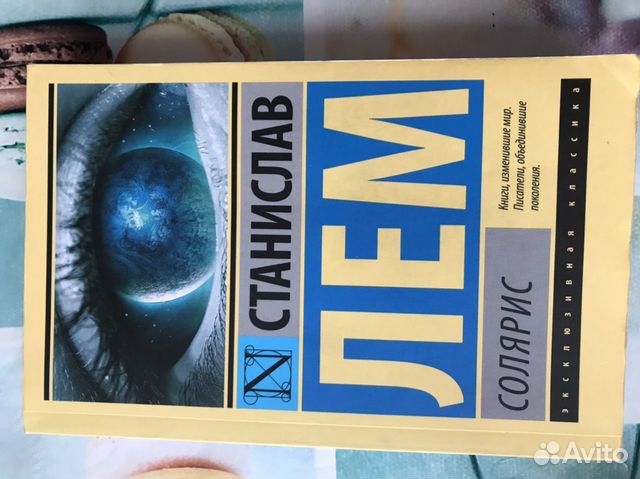 эксклюзивная классика
Книги, изменившие мир.
Писатели, объединившие
поколения.
СТАНИСЛАВ
ЛЕМ
СОЛЯРИС
Avito